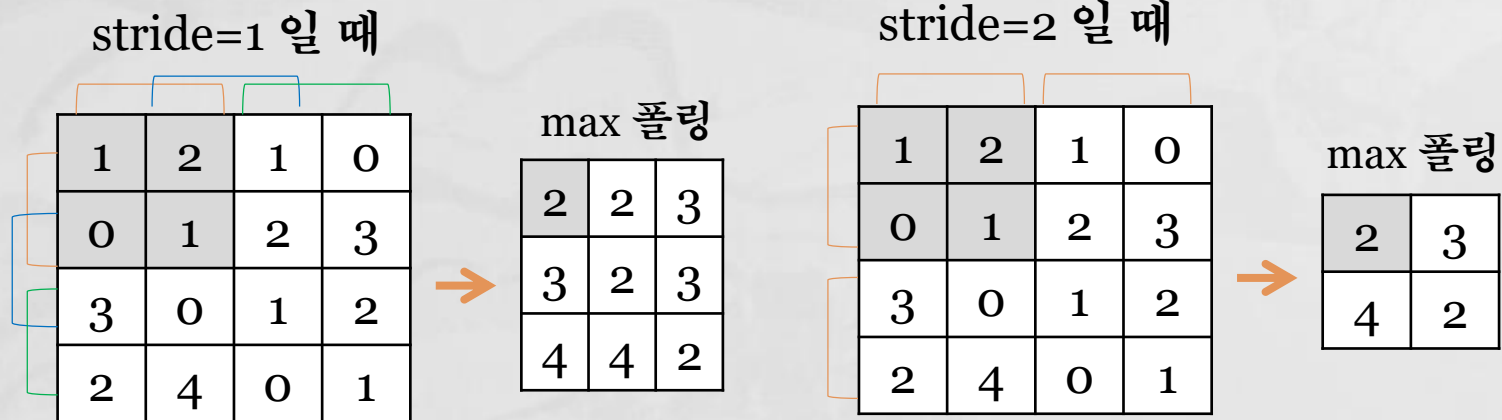 stride=1 일 때
1 2 1 0
0 1 2 3
3 0 1 2
2 4 0 1
max 폴링
2 2 3
3 2 3
4 4 2
stride=2 일 때
1 2 1 0
0 1 2 3
3 0 1 2
2 4 0 1
max 폴링
2 3
4 2